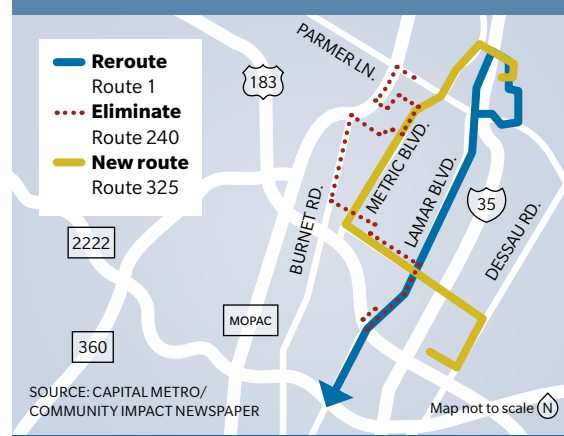 Reroute
Route 1
Eliminate
Route 240
New route
Route 325
PARMER LN.
183
METRIC BLVD.
LAMAR BLVD.
BURNET RD.
35
DESSAU RD.
2222
MOPAC
360
SOURCE: CAPITAL METRO/
COMMUNITY IMPACT NEWSPAPER
Map not to scale N